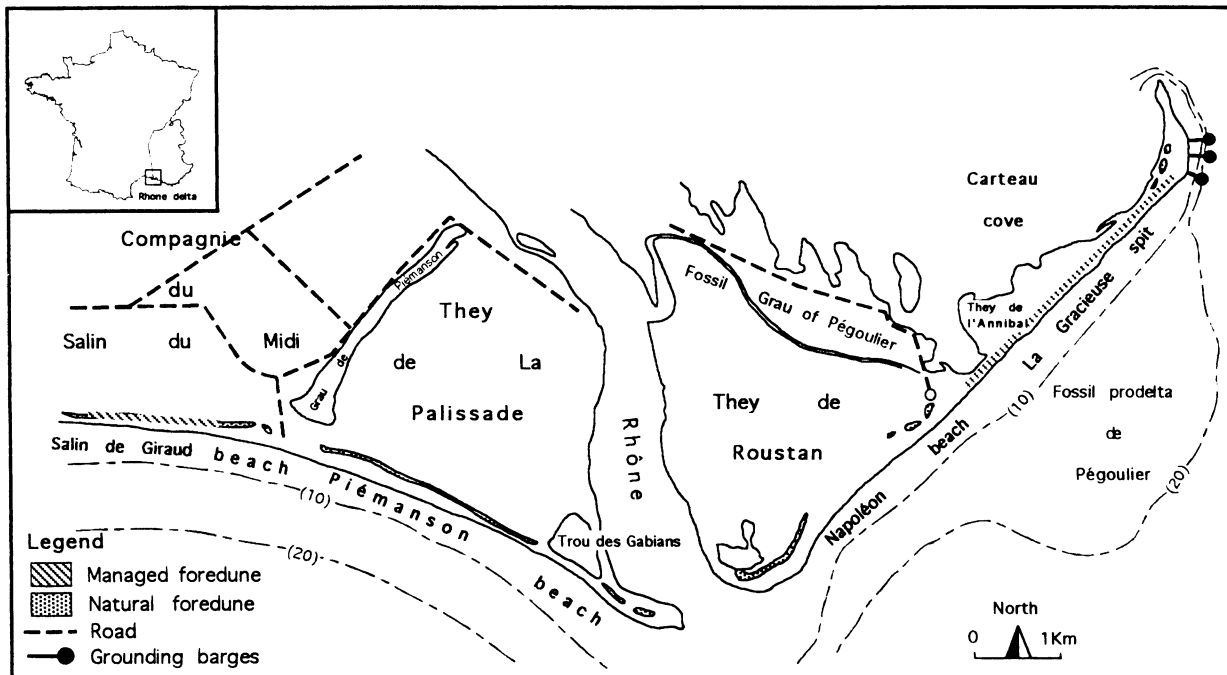 Rhone delta
Compagnie
du
Salin du Midi
Grau de Piémanson
They
de La
Palissade
Rhône
Fossil Grau of Pégoulier
They de
Roustan
Carteau
cove
They de
l'Annibal
La Gracieuse spit
Napoléon beach
Fossil prodelta
de
Pégoulier
(10)
(20)
Salin de Giraud beach
Piémanson beach
(10)
(20)
Trou des Gabians
Legend
Managed foredune
Natural foredune
Road
Grounding barges
North
0 1Km